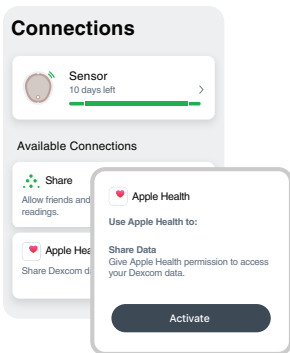 Connections
Sensor
10 days left
Available Connections
Share
Allow friends and
readings.
Apple Hea
Share Dexcom d
Apple Health
Use Apple Health to:
Share Data
Give Apple Health permission to access
your Dexcom data.
Activate